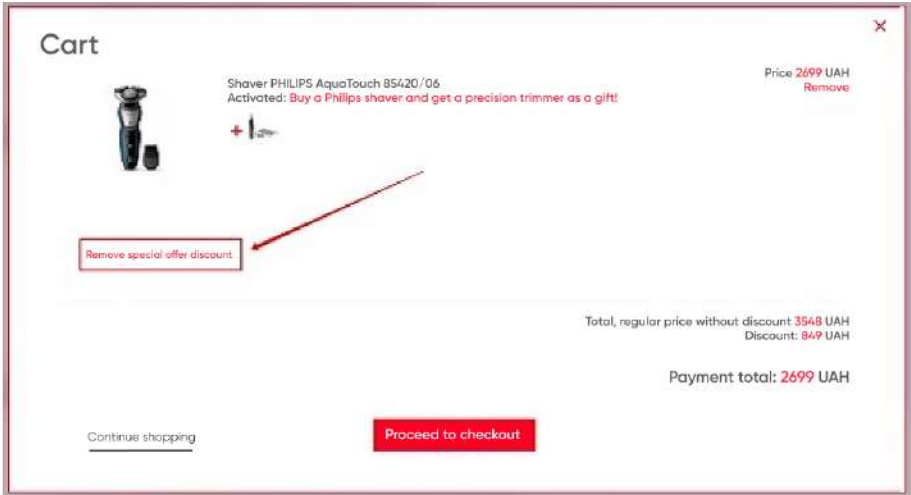 Cart
Shaver PHILIPS AquaTouch 85420/06
Activated: Buy a Philips shaver and get a precision trimmer as a gift!
Price 2699 UAH
Remove
+
Remove special offer discount
Total, regular price without discount 3548 UAH
Discount: 849 UAH
Payment total: 2699 UAH
Continue shopping
Proceed to checkout